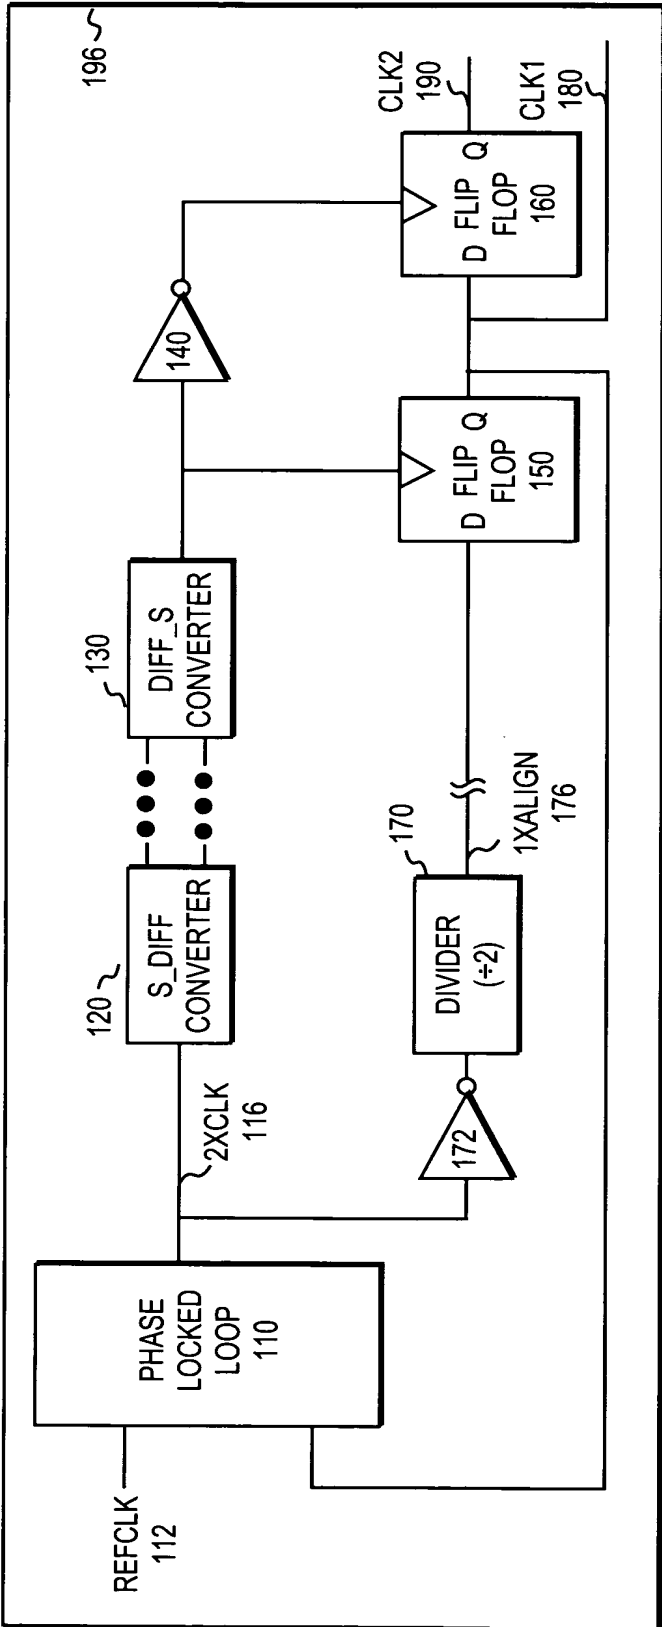 196
REFCLK
112
PHASE
LOCKED
LOOP
110
2XCLK
116
120
S_DIFF
CONVERTER
130
DIFF_S
CONVERTER
140
172
DIVIDER
(÷2)
170
1XALIGN
176
D FLIP Q
FLOP
150
D FLIP Q
FLOP
160
CLK2
190
CLK1
180